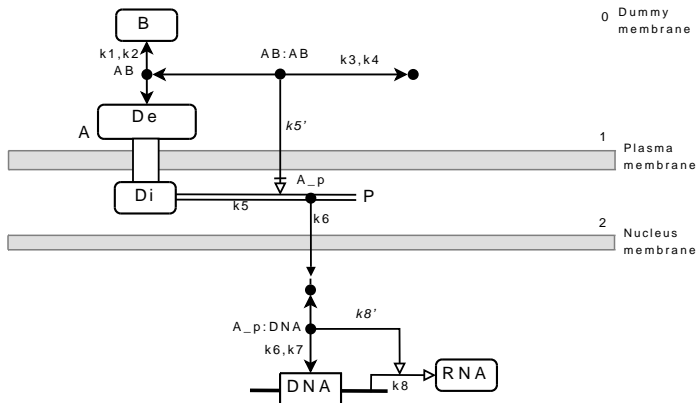 B
0 Dummy
membrane
k1,k2
AB
AB:AB
k3,k4
De
A
k5’
1
Plasma
membrane
A_p
Di
k5
P
k6
2
Nucleus
membrane
A_p:DNA
k8’
k6,k7
DNA
k8
RNA